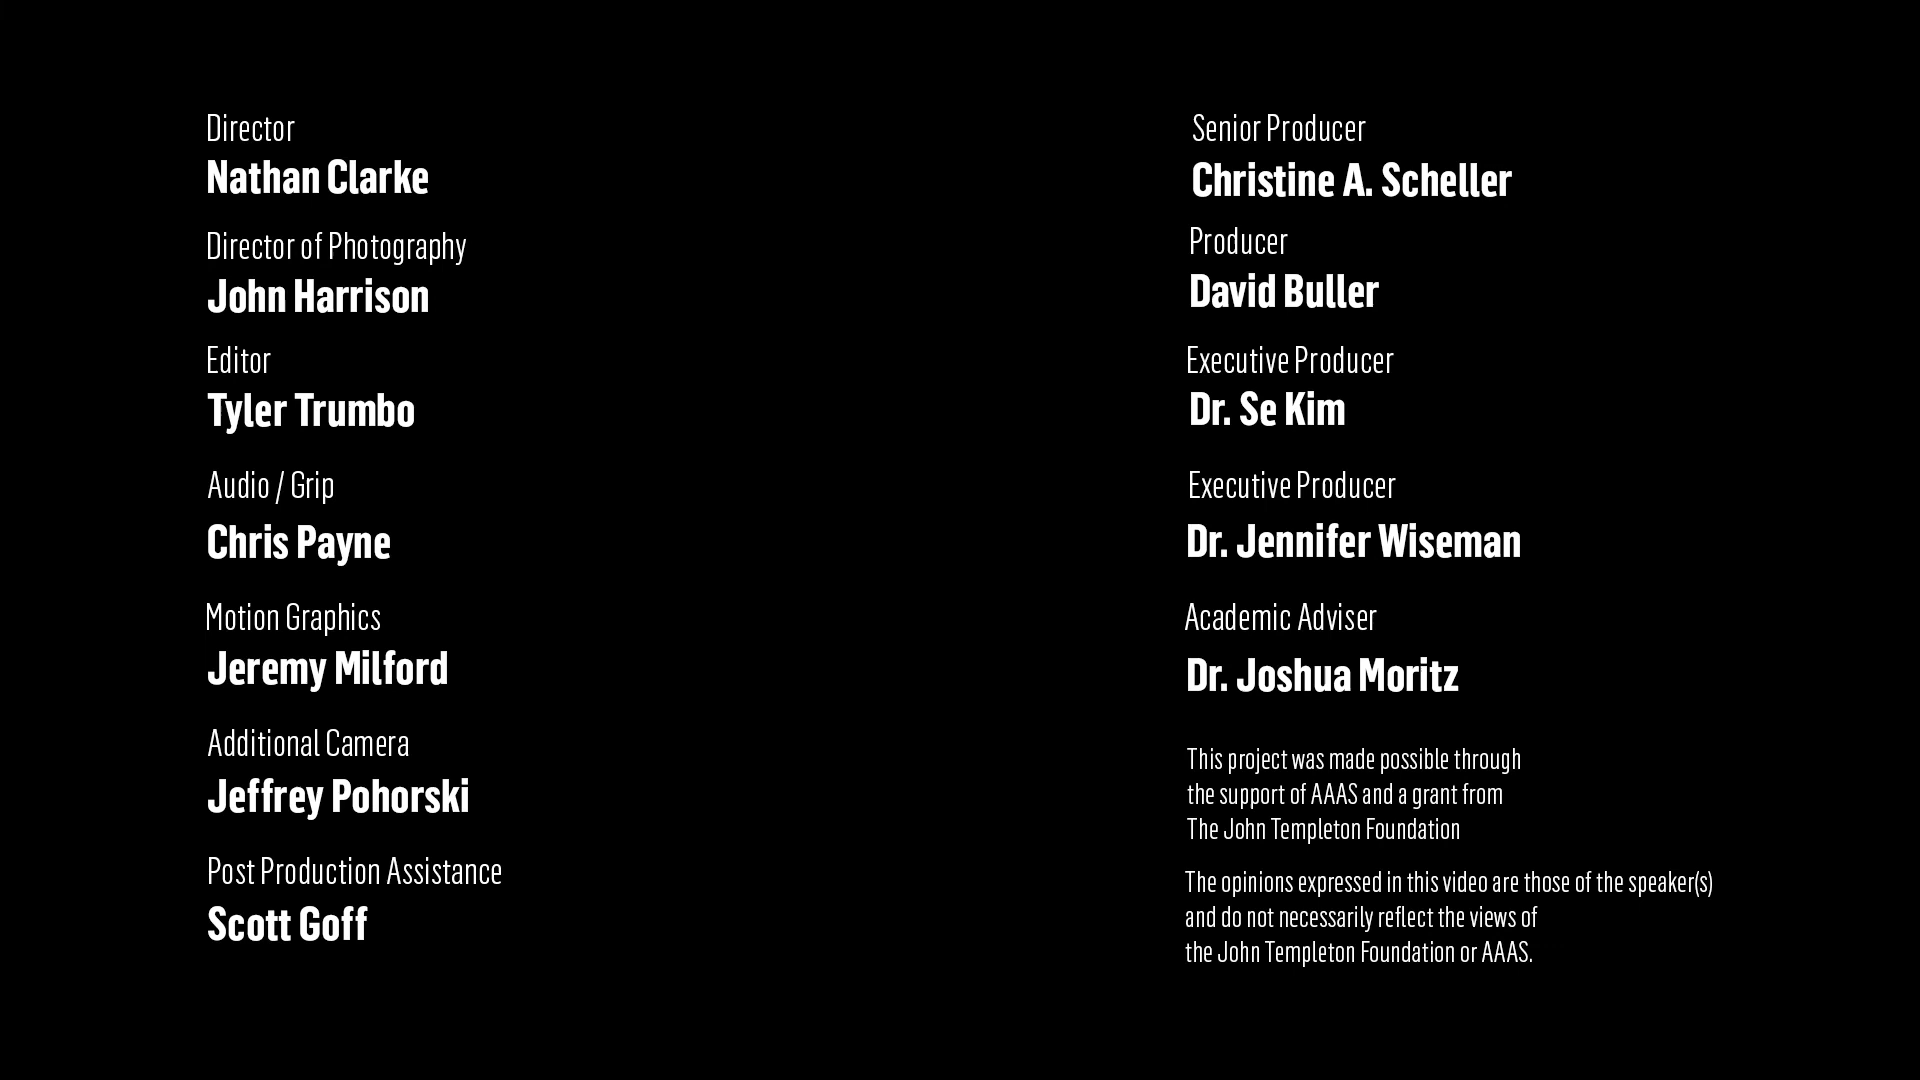 Director
Nathan Clarke
Director of Photography
John Harrison
Editor
Tyler Trumbo
Audio / Grip
Chris Payne
Motion Graphics
Jeremy Milford
Additional Camera
Jeffrey Pohorski
Post Production Assistance
Scott Goff
Senior Producer
Christine A. Scheller
Producer
David Buller
Executive Producer
Dr. Se Kim
Executive Producer
Dr. Jennifer Wiseman
Academic Adviser
Dr. Joshua Moritz
This project was made possible through
the support of AAAS and a grant from
The John Templeton Foundation
The opinions expressed in this video are those of the speaker(s)
and do not necessarily reflect the views of
the John Templeton Foundation or AAAS.